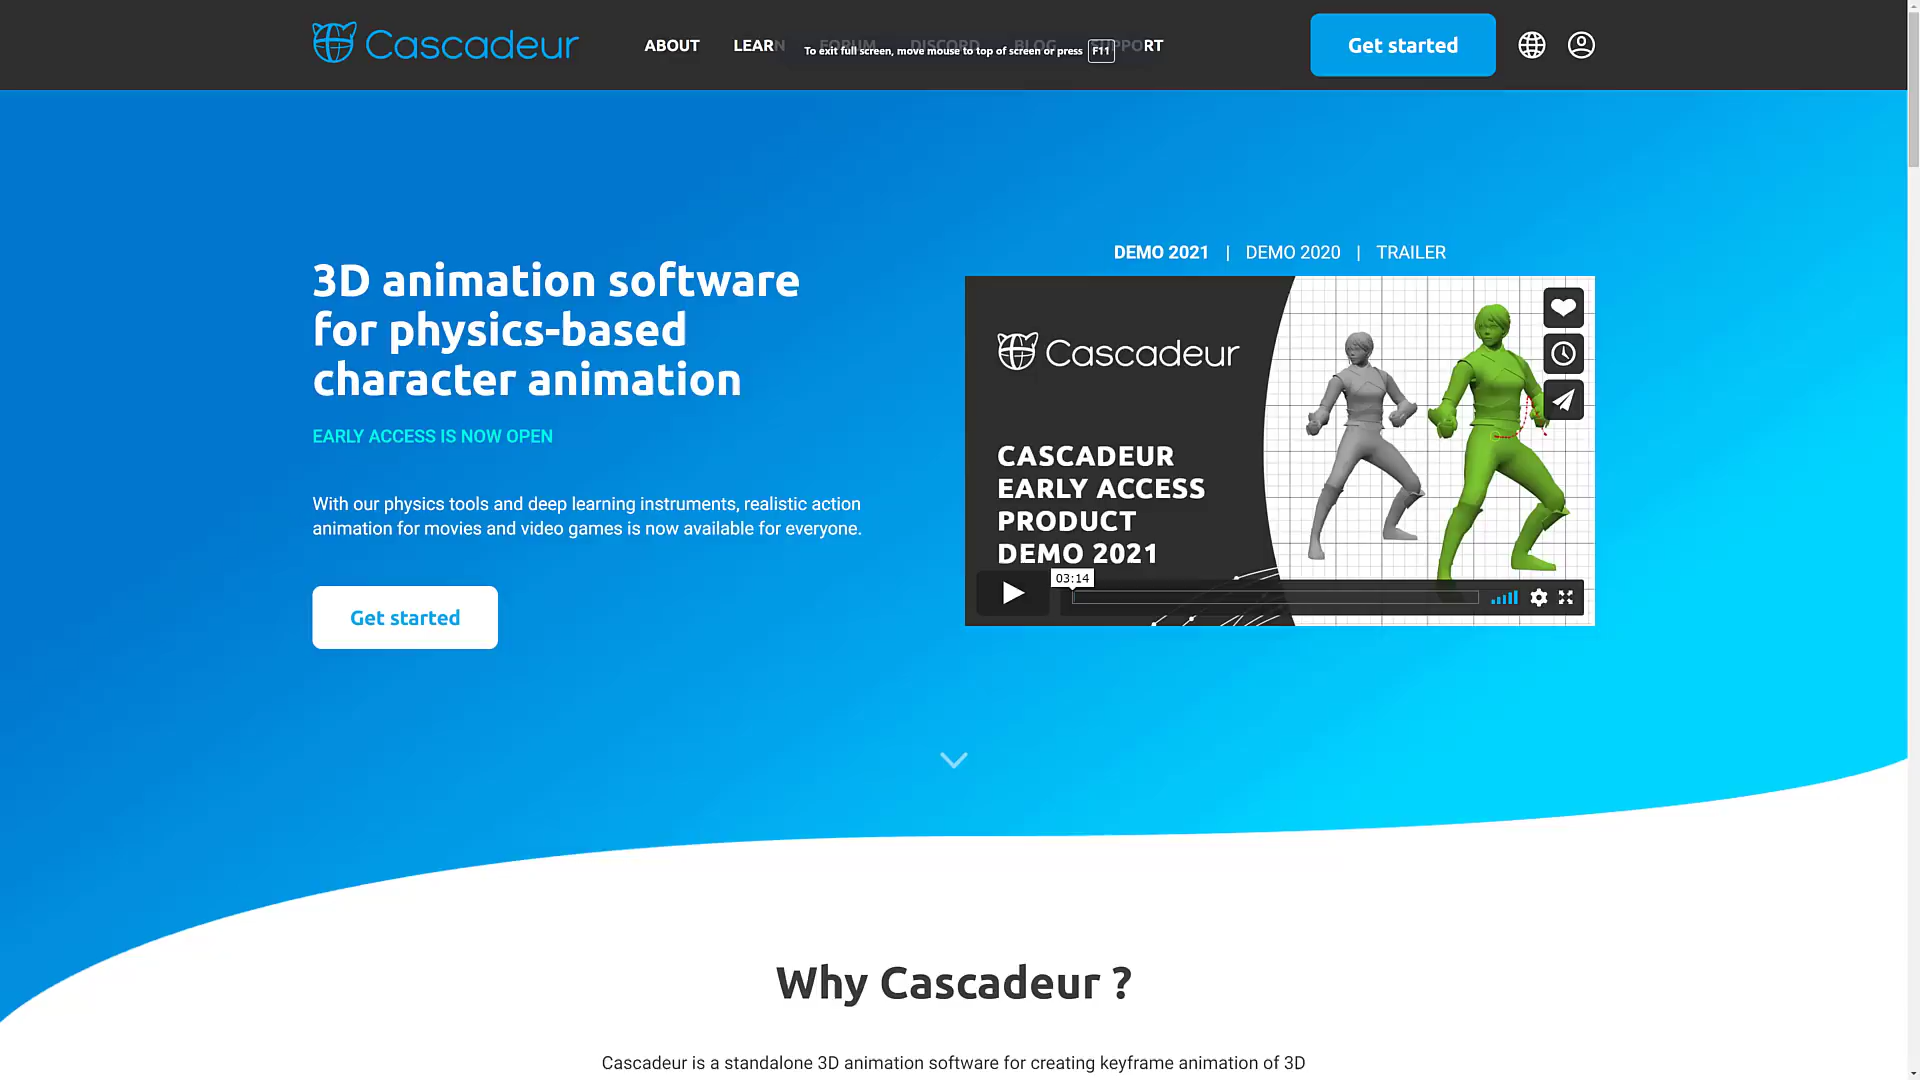 Cascadeur
ABOUT LEARN FORUM DISCORD BLOG SUPPORT
To exit full screen, move mouse to top of screen or press F11
Get started
DEMO 2021 | DEMO 2020 | TRAILER
3D animation software
for physics-based
character animation
EARLY ACCESS IS NOW OPEN
With our physics tools and deep learning instruments, realistic action
animation for movies and video games is now available for everyone.
Get started
Cascadeur
CASCADEUR
EARLY ACCESS
PRODUCT
DEMO 2021
03:14
Why Cascadeur ?
Cascadeur is a standalone 3D animation software for creating keyframe animation of 3D